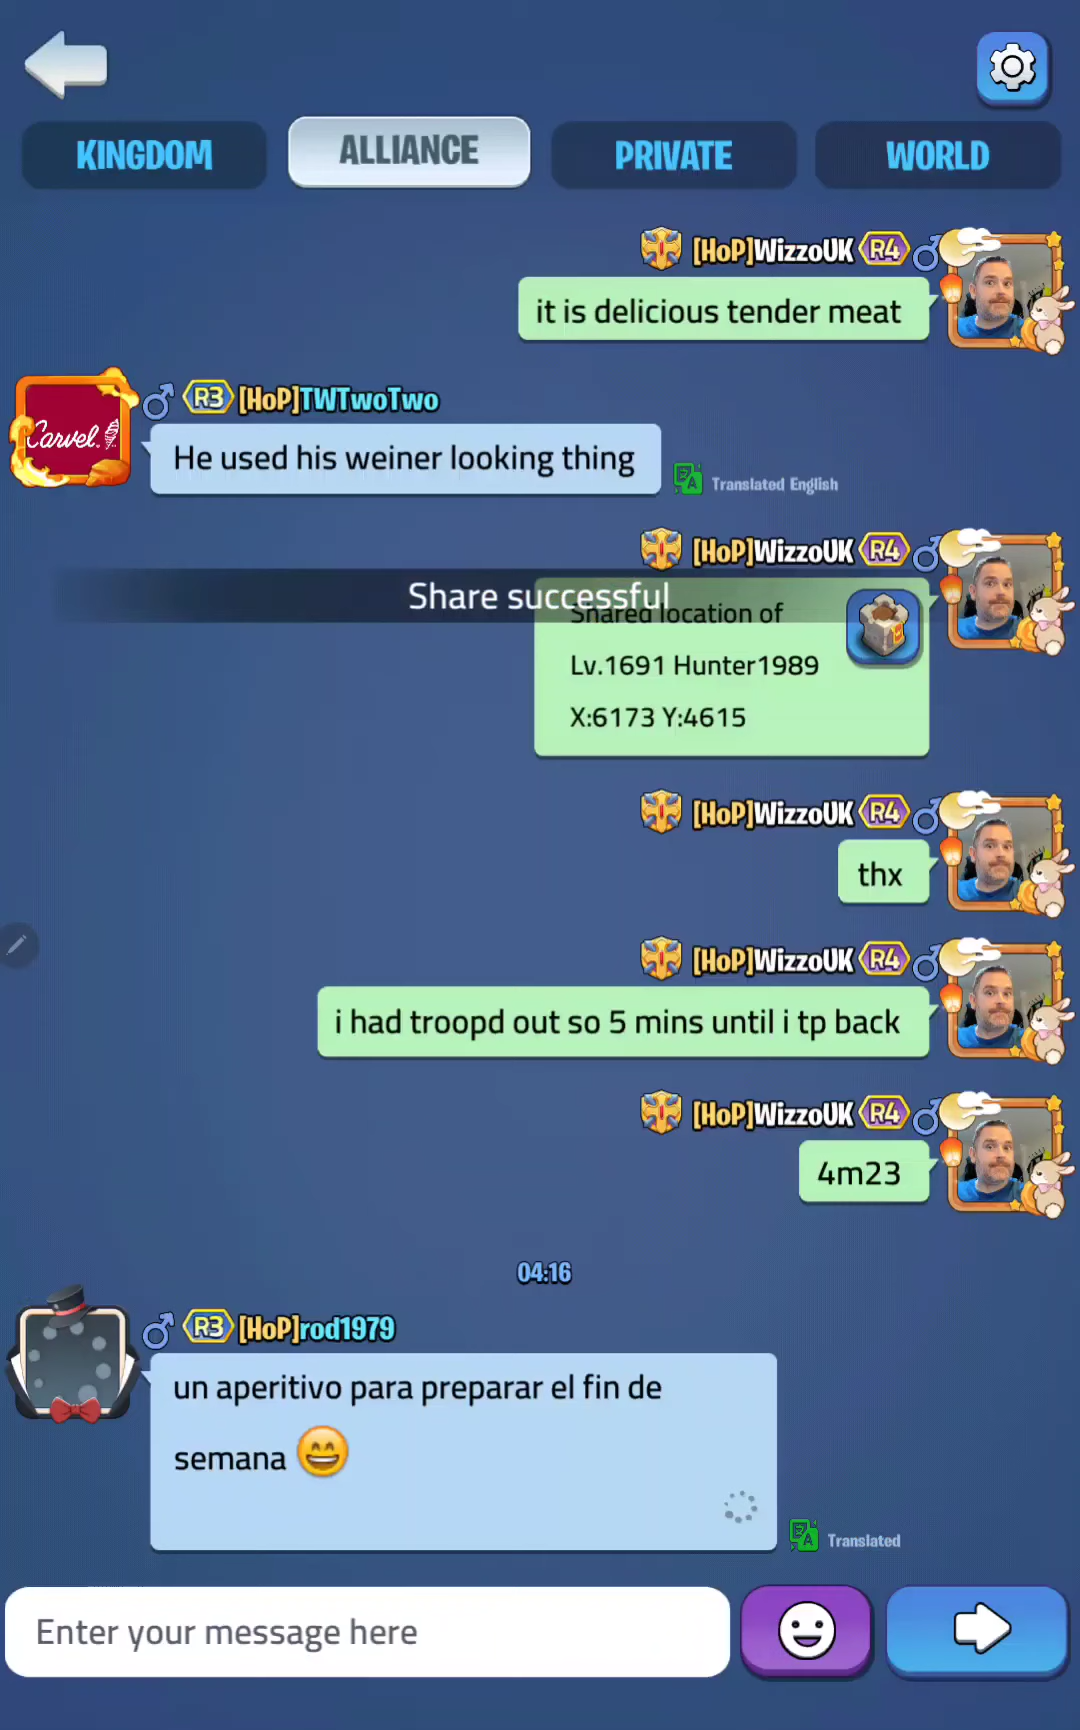 KINGDOM
ALLIANCE
PRIVATE
WORLD
[HoP]WizzoUK R4
it is delicious tender meat
Carvel.
R3 [HoP]TWTwoTwo
He used his weiner looking thing
Translated English
[HoP]WizzoUK R4
Share successful
Shared location of
Lv.1691 Hunter1989
X:6173 Y:4615
[HoP]WizzoUK R4
thx
[HoP]WizzoUK R4
i had troopd out so 5 mins until i tp back
[HoP]WizzoUK R4
4m23
04:16
R3 [HoP]rod1979
un aperitivo para preparar el fin de
semana 😄
Translated
Enter your message here